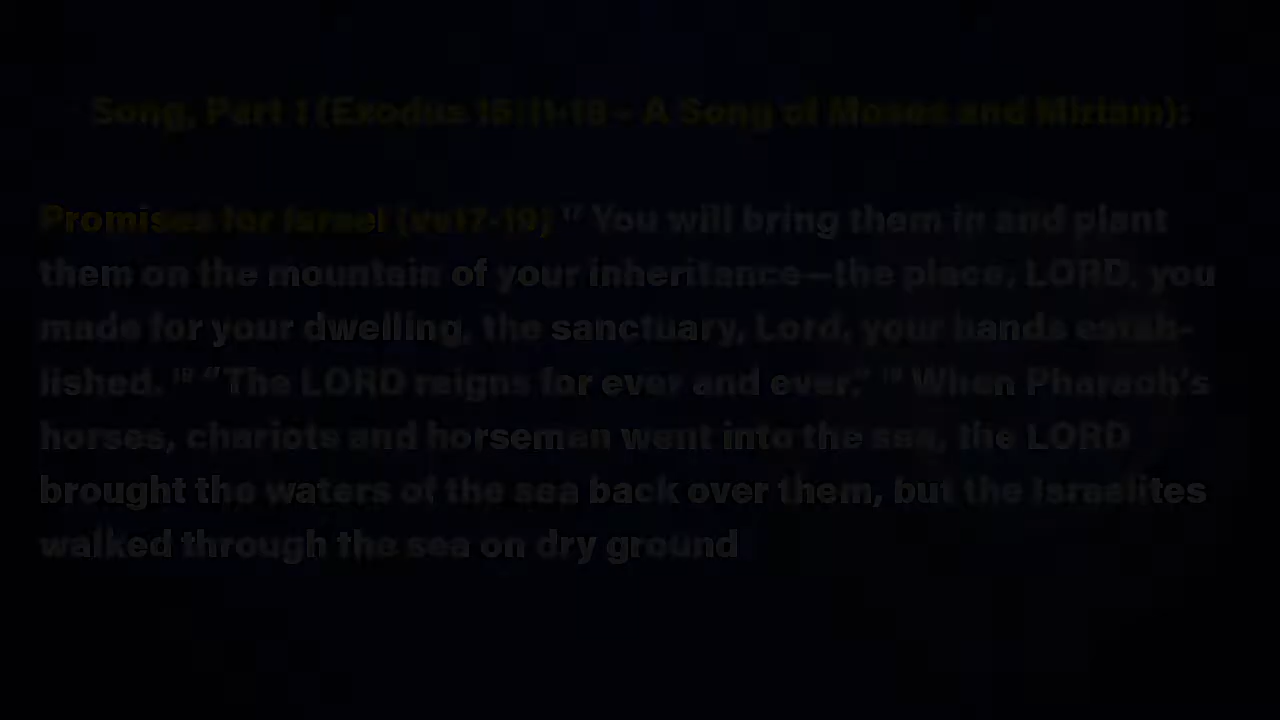 Song, Part 1 (Exodus 15:1-18 - A Song of Moses and Miriam):
Promises for Israel (vv17-19) 17 You will bring them in and plant
them on the mountain of your inheritance—the place, LORD, you
made for your dwelling, the sanctuary, Lord, your hands estab-
lished. 18 “The LORD reigns for ever and ever.” 19 When Pharaoh’s
horses, chariots and horseman went into the sea, the LORD
brought the waters of the sea back over them, but the Israelites
walked through the sea on dry ground